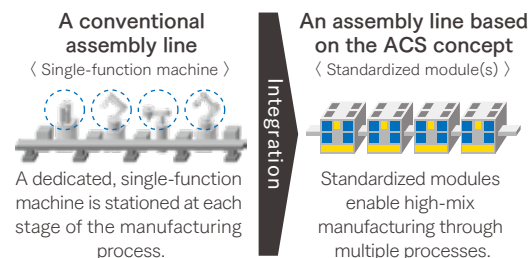 A conventional
assembly line
〈 Single-function machine 〉
A dedicated, single-function
machine is stationed at each
stage of the manufacturing
process.
Integration
An assembly line based
on the ACS concept
〈 Standardized module(s) 〉
Standardized modules
enable high-mix
manufacturing through
multiple processes.